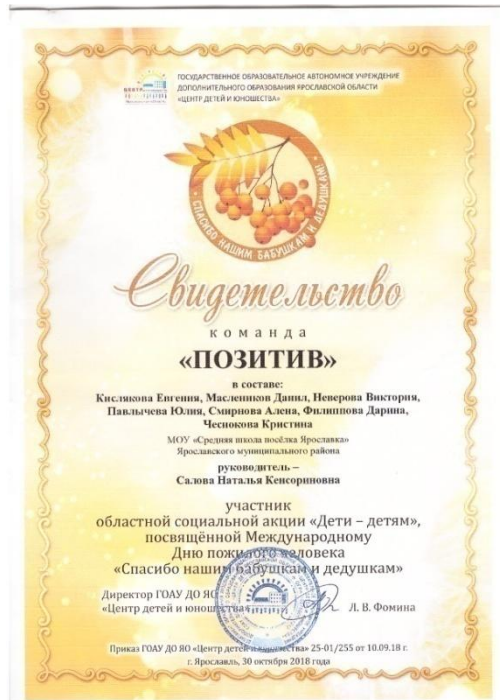 ГОСУДАРСТВЕННОЕ ОБРАЗОВАТЕЛЬНОЕ АВТОНОМНОЕ УЧРЕЖДЕНИЕ
ДОПОЛНИТЕЛЬНОГО ОБРАЗОВАНИЯ ЯРОСЛАВСКОЙ ОБЛАСТИ
«ЦЕНТР ДЕТЕЙ И ЮНОШЕСТВА»
СПАСИБО НАШИМ БАБУШКАМ И ДЕДУШКАМ!
Свидетельство
команда
«ПОЗИТИВ»
в составе:
Кислякова Евгения, Маслеников Данил, Неверова Виктория,
Павлычева Юлия, Смирнова Алена, Филиппова Дарина,
Чеснокова Кристина
МОУ «Средняя школа посёлка Ярославка»
Ярославского муниципального района
руководитель –
Салова Наталья Кенсориновна
участник
областной социальной акции «Дети – детям»,
посвящённой Международному
Дню пожилого человека
«Спасибо нашим бабушкам и дедушкам»
Директор ГОАУ ДО ЯО
«Центр детей и юношества» Л. В. Фомина
Приказ ГОАУ ДО ЯО «Центр детей и юношества» 25-01/255 от 10.09.18 г.
г. Ярославль, 30 октября 2018 года